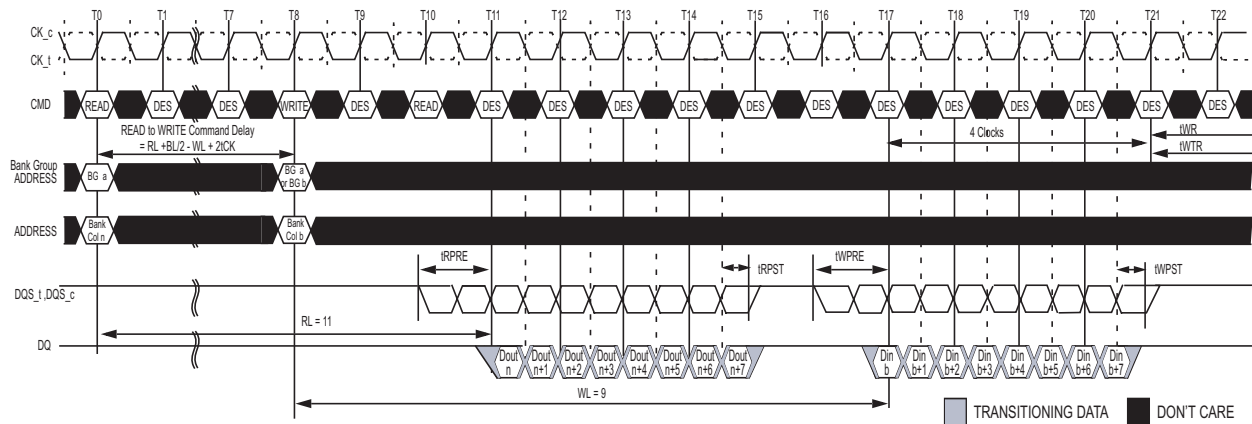 T0 T1 T7 T8 T9 T10 T11 T12 T13 T14 T15 T16 T17 T18 T19 T20 T21 T22
CK_c
CK_t
CMD READ DES DES WRITE DES READ DES DES DES DES DES DES DES DES DES DES DES DES
READ to WRITE Command Delay
= RL +BL/2 - WL + 2tCK
4 Clocks
tWR
tWTR
Bank Group
ADDRESS
BG a
BG a
or BG b
ADDRESS
Bank
Col n
Bank
Col b
tRPRE tRPST tWPRE tWPST
DQS_t ,DQS_c
RL = 11
DQ
Dout Dout Dout Dout Dout Dout Dout Dout Din Din Din Din Din Din Din Din
n n+1 n+2 n+3 n+4 n+5 n+6 n+7 b b+1 b+2 b+3 b+4 b+5 b+6 b+7
WL = 9
TRANSITIONING DATA DON'T CARE